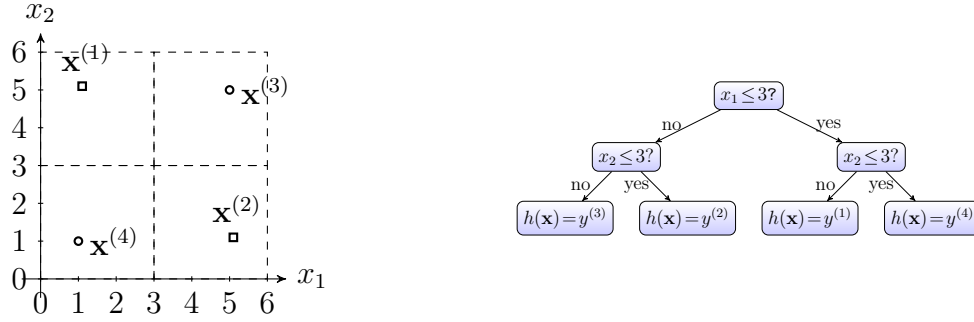 x₂
6
x⁽¹⁾
5
x⁽³⁾
4
3
2
x⁽²⁾
1
x⁽⁴⁾
0
x₁
0 1 2 3 4 5 6
x₁ ≤ 3?
no yes
x₂ ≤ 3? x₂ ≤ 3?
no yes no yes
h(x) = y⁽³⁾ h(x) = y⁽²⁾ h(x) = y⁽¹⁾ h(x) = y⁽⁴⁾